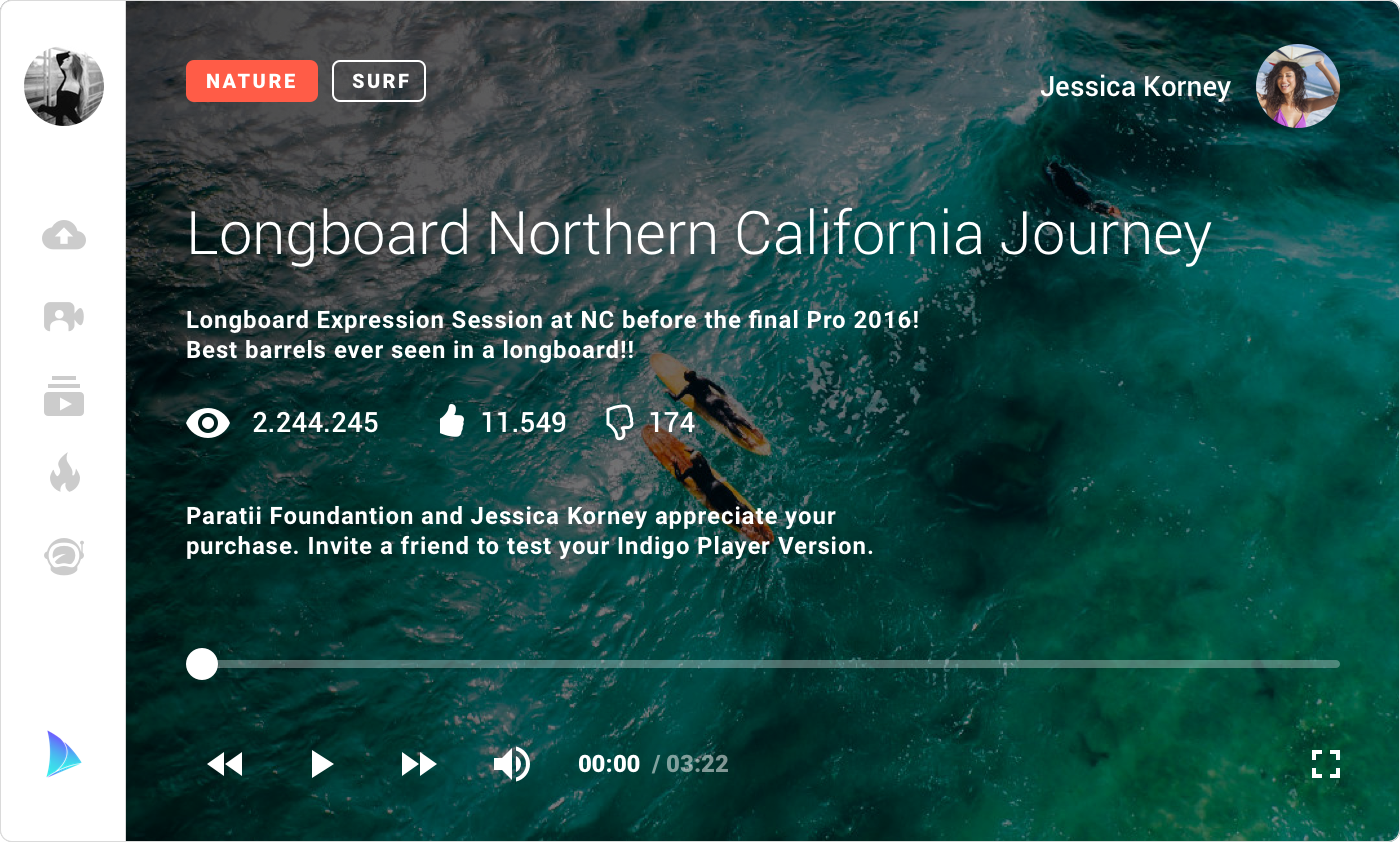 NATURE SURF
Jessica Korney
Longboard Northern California Journey
Longboard Expression Session at NC before the final Pro 2016!
Best barrels ever seen in a longboard!!
2.244.245 11.549 174
Paratii Foundantion and Jessica Korney appreciate your
purchase. Invite a friend to test your Indigo Player Version.
00:00 / 03:22